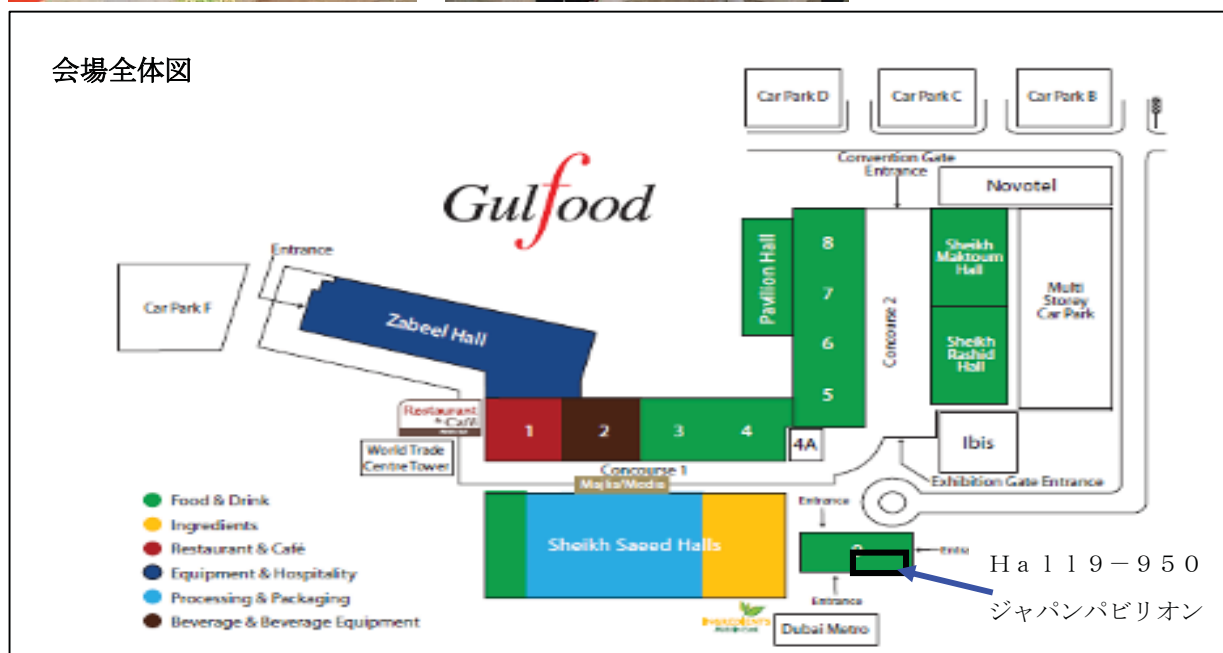 会場全体図
Car Park D
Car Park C
Car Park B
Convention Gate
Entrance
Novotel
Gulfood
Entrance
Car Park F
Zabeel Hall
Pavilion Hall
8
7
6
5
Concourse 2
Sheikh
Maktoum
Hall
Sheikh
Rashid
Hall
Multi
Storey
Car Park
Restaurant
& Café
1
2
3
4
4A
Ibis
World Trade
Centre Tower
Concourse 1
Majlis/Media
Exhibition Gate Entrance
Food & Drink
Ingredients
Restaurant & Café
Equipment & Hospitality
Processing & Packaging
Beverage & Beverage Equipment
Sheikh Saeed Halls
Entrance
Entra
Entrance
Dubai Metro
Ｈａｌｌ９－９５０
ジャパンパビリオン